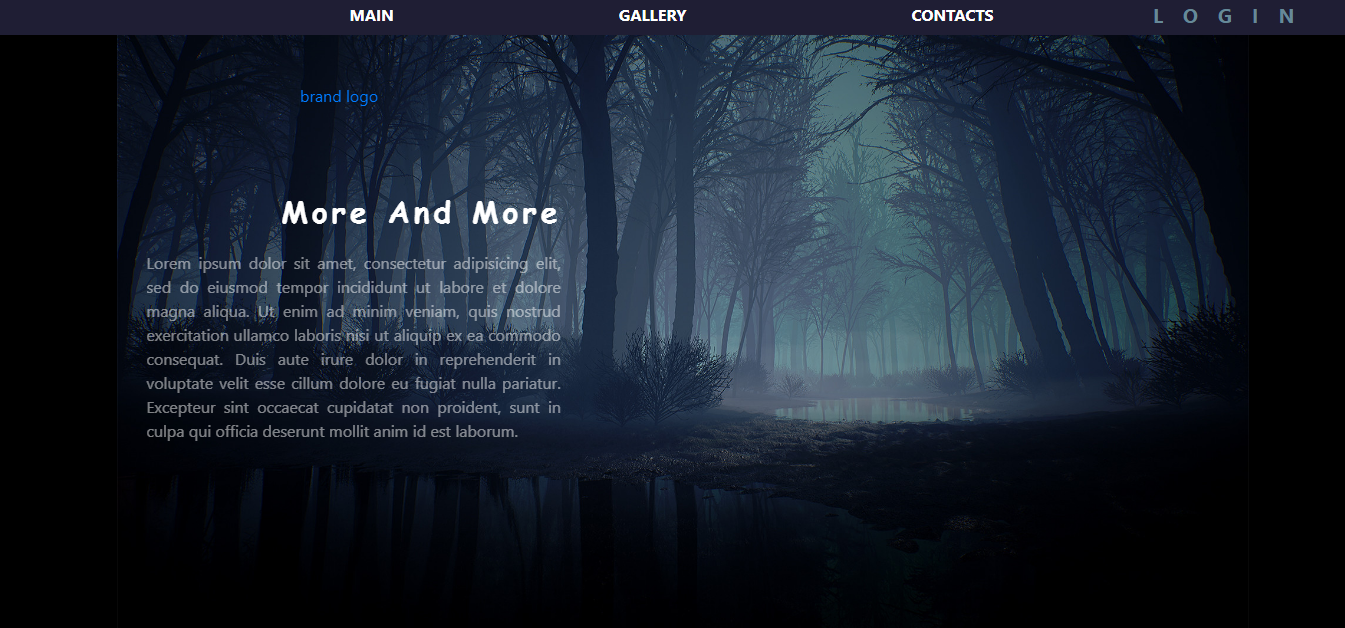 MAIN GALLERY CONTACTS L O G I N
brand logo
More And More
Lorem ipsum dolor sit amet, consectetur adipisicing elit,
sed do eiusmod tempor incididunt ut labore et dolore
magna aliqua. Ut enim ad minim veniam, quis nostrud
exercitation ullamco laboris nisi ut aliquip ex ea commodo
consequat. Duis aute irure dolor in reprehenderit in
voluptate velit esse cillum dolore eu fugiat nulla pariatur.
Excepteur sint occaecat cupidatat non proident, sunt in
culpa qui officia deserunt mollit anim id est laborum.